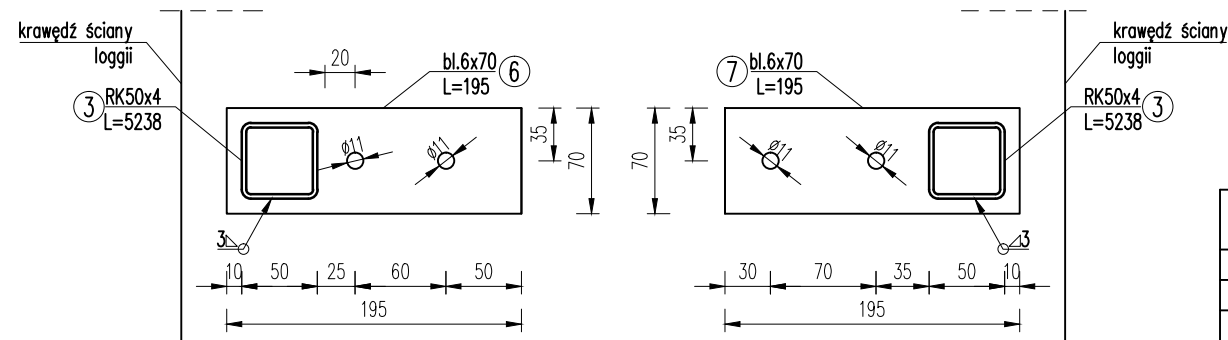 krawędź ściany
loggii
3 RK50x4
L=5238
20
bl.6x70 6
L=195
ø11
ø11
35
70
3
10 50 25 60 50
195
7 bl.6x70
L=195
krawędź ściany
loggii
RK50x4 3
L=5238
70
35
ø11
ø11
3
30 70 35 50 10
195